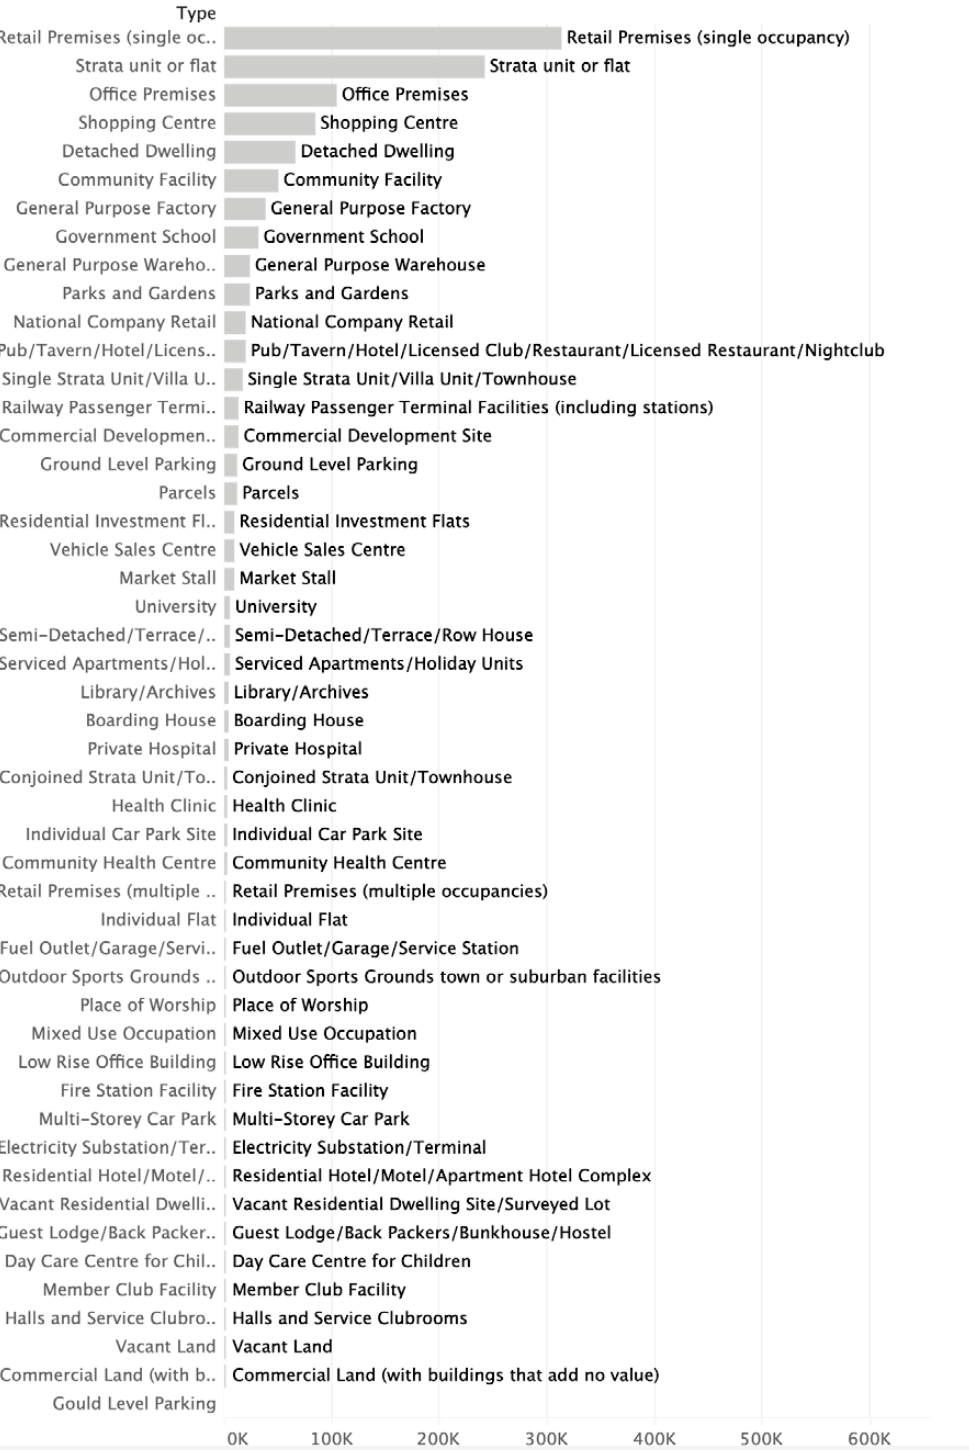 Type
Retail Premises (single oc.. Retail Premises (single occupancy)
Strata unit or flat Strata unit or flat
Office Premises Office Premises
Shopping Centre Shopping Centre
Detached Dwelling Detached Dwelling
Community Facility Community Facility
General Purpose Factory General Purpose Factory
Government School Government School
General Purpose Wareho.. General Purpose Warehouse
Parks and Gardens Parks and Gardens
National Company Retail National Company Retail
Pub/Tavern/Hotel/Licens.. Pub/Tavern/Hotel/Licensed Club/Restaurant/Licensed Restaurant/Nightclub
Single Strata Unit/Villa U.. Single Strata Unit/Villa Unit/Townhouse
Railway Passenger Termi.. Railway Passenger Terminal Facilities (including stations)
Commercial Developmen.. Commercial Development Site
Ground Level Parking Ground Level Parking
Parcels Parcels
Residential Investment Fl.. Residential Investment Flats
Vehicle Sales Centre Vehicle Sales Centre
Market Stall Market Stall
University University
Semi-Detached/Terrace/.. Semi-Detached/Terrace/Row House
Serviced Apartments/Hol.. Serviced Apartments/Holiday Units
Library/Archives Library/Archives
Boarding House Boarding House
Private Hospital Private Hospital
Conjoined Strata Unit/To.. Conjoined Strata Unit/Townhouse
Health Clinic Health Clinic
Individual Car Park Site Individual Car Park Site
Community Health Centre Community Health Centre
Retail Premises (multiple .. Retail Premises (multiple occupancies)
Individual Flat Individual Flat
Fuel Outlet/Garage/Servi.. Fuel Outlet/Garage/Service Station
Outdoor Sports Grounds .. Outdoor Sports Grounds town or suburban facilities
Place of Worship Place of Worship
Mixed Use Occupation Mixed Use Occupation
Low Rise Office Building Low Rise Office Building
Fire Station Facility Fire Station Facility
Multi-Storey Car Park Multi-Storey Car Park
Electricity Substation/Ter.. Electricity Substation/Terminal
Residential Hotel/Motel/.. Residential Hotel/Motel/Apartment Hotel Complex
Vacant Residential Dwelli.. Vacant Residential Dwelling Site/Surveyed Lot
Guest Lodge/Back Packer.. Guest Lodge/Back Packers/Bunkhouse/Hostel
Day Care Centre for Chil.. Day Care Centre for Children
Member Club Facility Member Club Facility
Halls and Service Clubro.. Halls and Service Clubrooms
Vacant Land Vacant Land
Commercial Land (with b.. Commercial Land (with buildings that add no value)
Gould Level Parking
0K 100K 200K 300K 400K 500K 600K